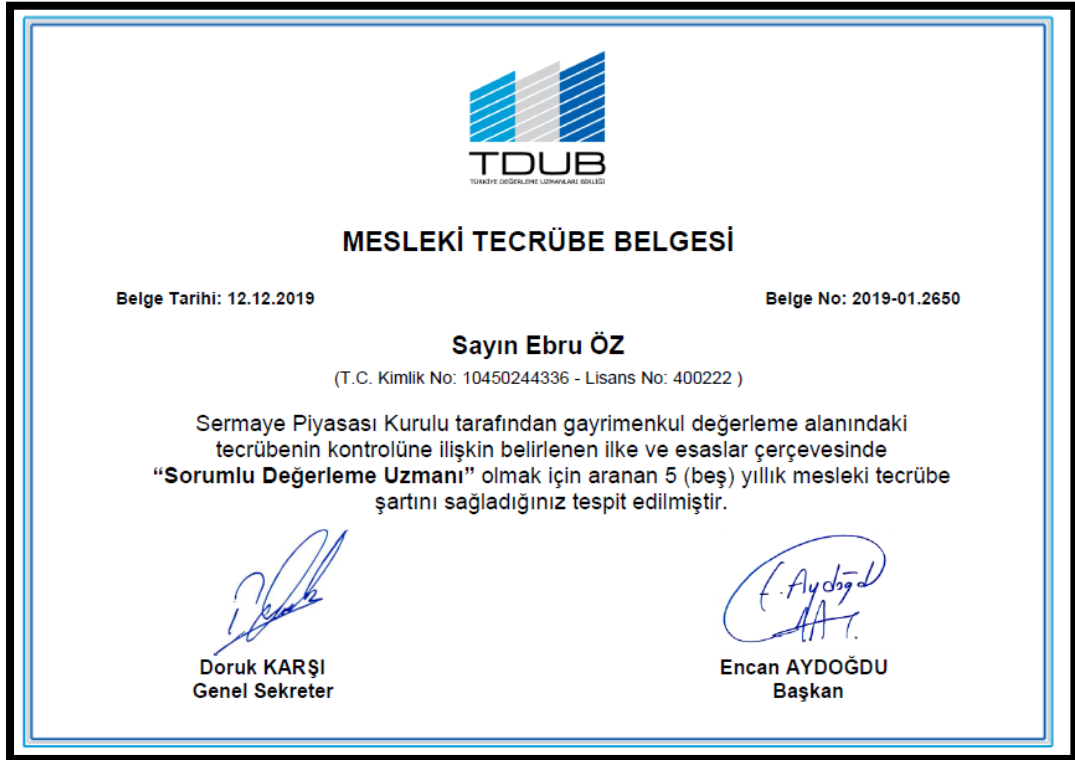 TDUB
TÜRKİYE DEĞERLEME UZMANLARI BİRLİĞİ
MESLEKİ TECRÜBE BELGESİ
Belge Tarihi: 12.12.2019
Belge No: 2019-01.2650
Sayın Ebru ÖZ
(T.C. Kimlik No: 10450244336 - Lisans No: 400222 )
Sermaye Piyasası Kurulu tarafından gayrimenkul değerleme alanındaki
tecrübenin kontrolüne ilişkin belirlenen ilke ve esaslar çerçevesinde
“Sorumlu Değerleme Uzmanı” olmak için aranan 5 (beş) yıllık mesleki tecrübe
şartını sağladığınız tespit edilmiştir.
E. Aydoğd
Doruk KARŞI
Genel Sekreter
Encan AYDOĞDU
Başkan